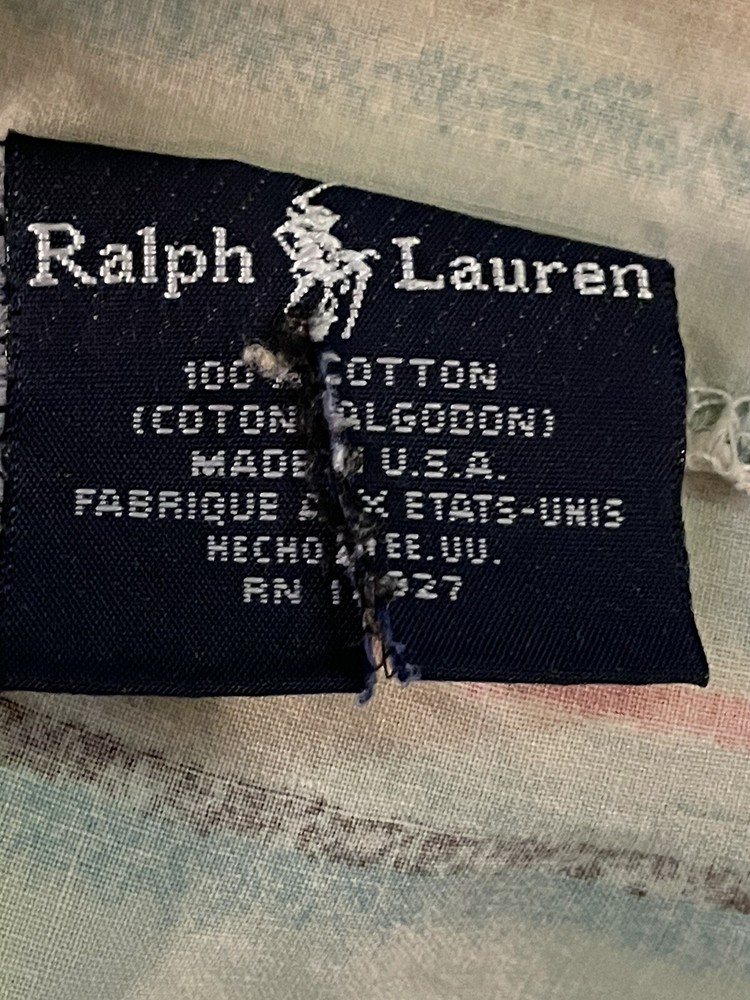 Ralph Lauren
100% COTTON
(COTON ALGODON)
MADE U.S.A.
FABRIQUE ETATS-UNIS
HECHO EE.UU.
RN